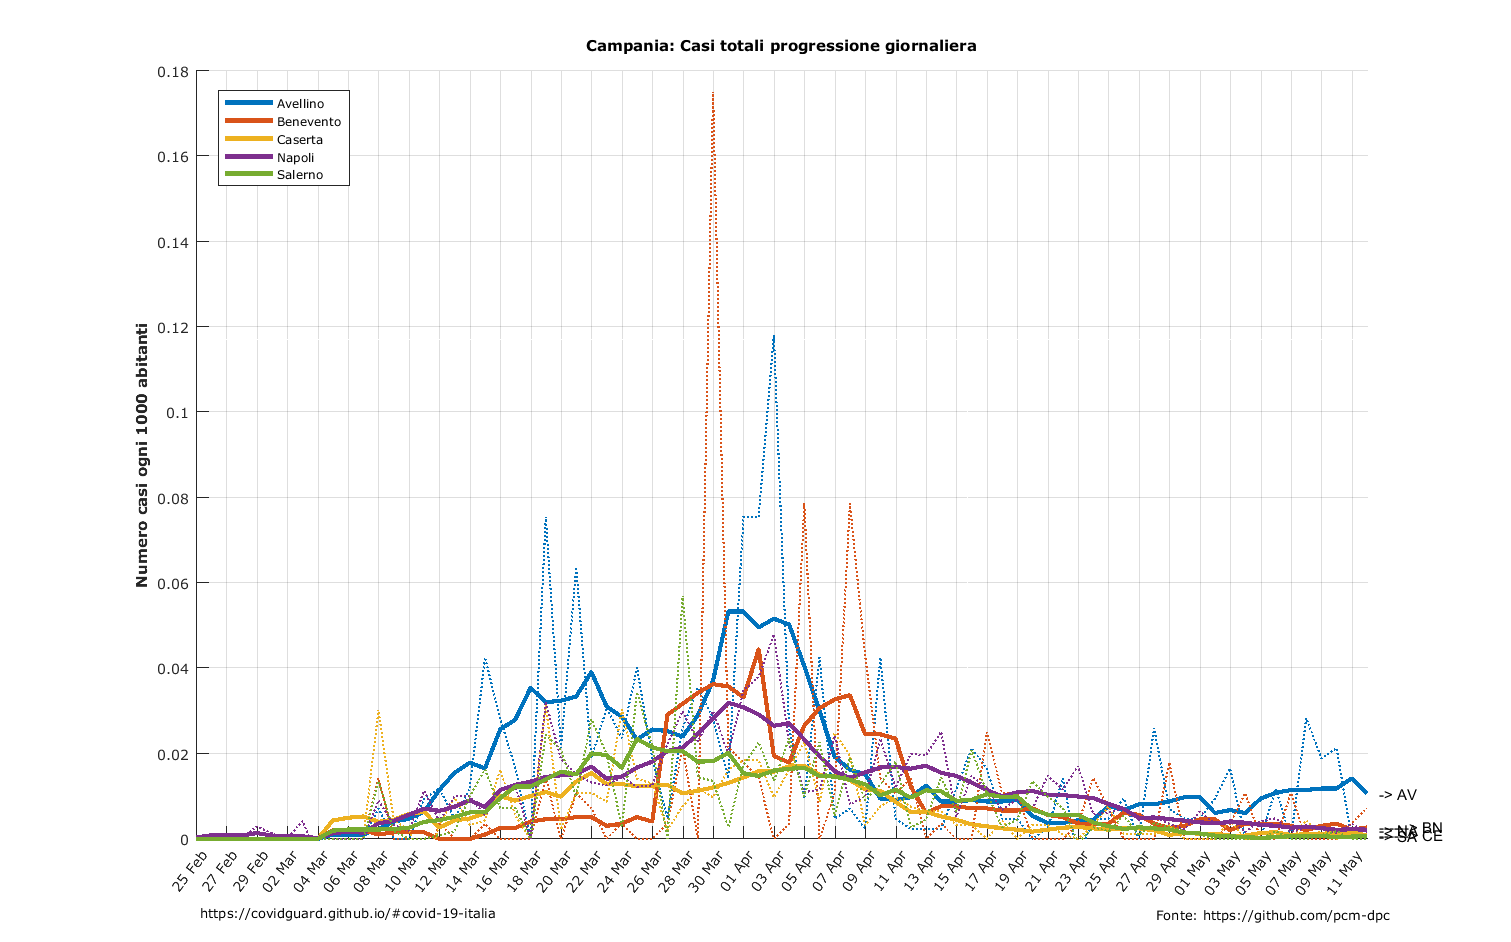 Campania: Casi totali progressione giornaliera
Numero casi ogni 1000 abitanti
0.18
0.16
0.14
0.12
0.1
0.08
0.06
0.04
0.02
0
Avellino
Benevento
Caserta
Napoli
Salerno
-> AV
-> BN
-> NA
-> SA
CE
25 Feb
27 Feb
29 Feb
02 Mar
04 Mar
06 Mar
08 Mar
10 Mar
12 Mar
14 Mar
16 Mar
18 Mar
20 Mar
22 Mar
24 Mar
26 Mar
28 Mar
30 Mar
01 Apr
03 Apr
05 Apr
07 Apr
09 Apr
11 Apr
13 Apr
15 Apr
17 Apr
19 Apr
21 Apr
23 Apr
25 Apr
27 Apr
29 Apr
01 May
03 May
05 May
07 May
09 May
11 May
https://covidguard.github.io/#covid-19-italia
Fonte: https://github.com/pcm-dpc